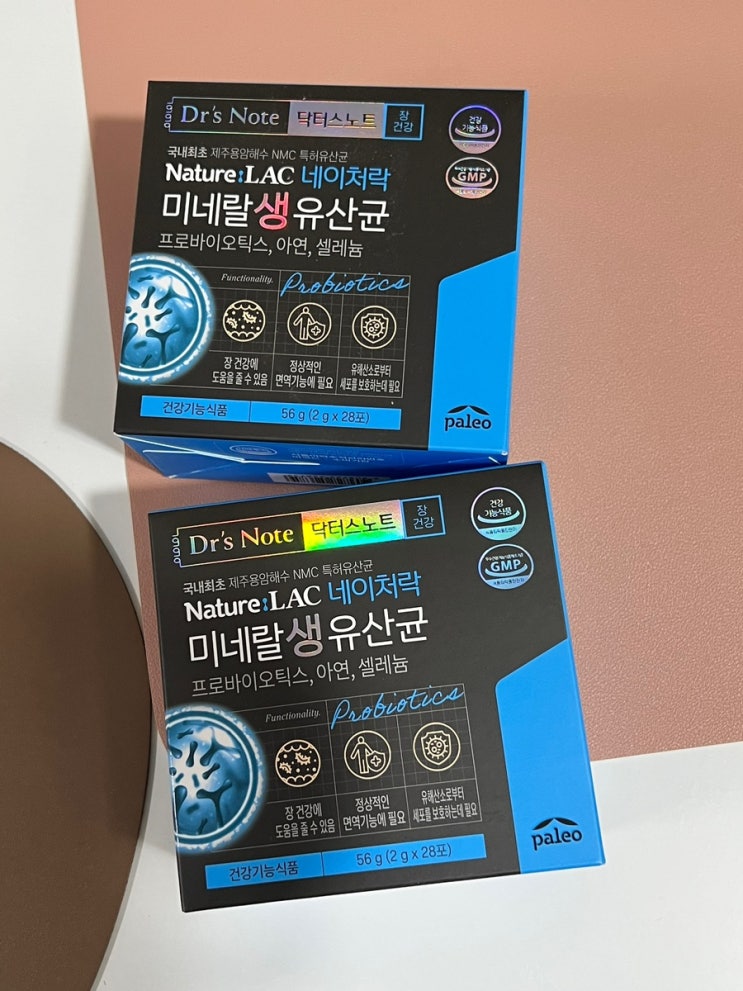 Dr's Note 닥터스노트 장 건강
건강 기능식품
GMP
국내최초 제주용암해수 NMC 특허유산균
Nature:LAC 네이처락
미네랄생유산균
프로바이오틱스, 아연, 셀레늄
Functionality. Probiotics
장 건강에 도움을 줄 수 있음
정상적인 면역기능에 필요
유해산소로부터 세포를 보호하는데 필요
건강기능식품 56 g (2 g x 28포)
paleo
Dr's Note 닥터스노트 장 건강
건강 기능식품
GMP
국내최초 제주용암해수 NMC 특허유산균
Nature:LAC 네이처락
미네랄생유산균
프로바이오틱스, 아연, 셀레늄
Functionality. Probiotics
장 건강에 도움을 줄 수 있음
정상적인 면역기능에 필요
유해산소로부터 세포를 보호하는데 필요
건강기능식품 56 g (2 g x 28포)
paleo